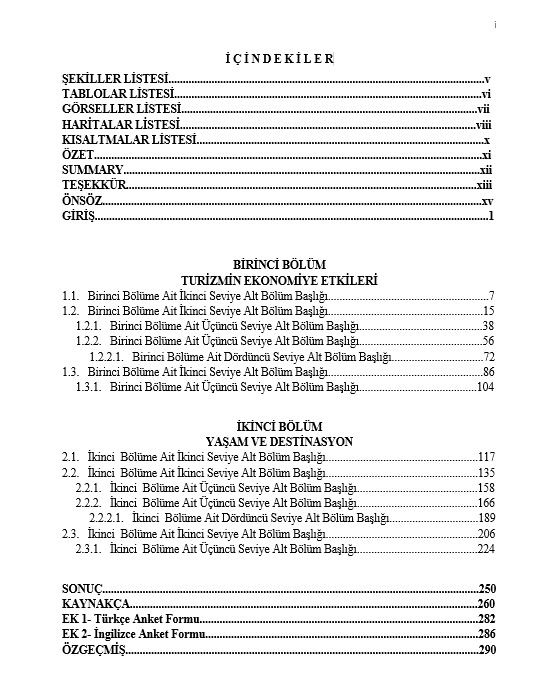 i
İ Ç İ N D E K İ L E R
ŞEKİLLER LİSTESİ...........v
TABLOLAR LİSTESİ...........vi
GÖRSELLER LİSTESİ...........vii
HARİTALAR LİSTESİ...........viii
KISALTMALAR LİSTESİ...........x
ÖZET...........xi
SUMMARY...........xii
TEŞEKKÜR...........xiii
ÖNSÖZ...........xv
GİRİŞ...........1
BİRİNCİ BÖLÜM
TURİZMİN EKONOMİYE ETKİLERİ
1.1. Birinci Bölüme Ait İkinci Seviye Alt Bölüm Başlığı...........7
1.2. Birinci Bölüme Ait İkinci Seviye Alt Bölüm Başlığı...........15
1.2.1. Birinci Bölüme Ait Üçüncü Seviye Alt Bölüm Başlığı...........38
1.2.2. Birinci Bölüme Ait Üçüncü Seviye Alt Bölüm Başlığı...........56
1.2.2.1. Birinci Bölüme Ait Dördüncü Seviye Alt Bölüm Başlığı...........72
1.3. Birinci Bölüme Ait İkinci Seviye Alt Bölüm Başlığı...........86
1.3.1. Birinci Bölüme Ait Üçüncü Seviye Alt Bölüm Başlığı...........104
İKİNCİ BÖLÜM
YAŞAM VE DESTİNASYON
2.1. İkinci Bölüme Ait İkinci Seviye Alt Bölüm Başlığı...........117
2.2. İkinci Bölüme Ait İkinci Seviye Alt Bölüm Başlığı...........135
2.2.1. İkinci Bölüm Ait Üçüncü Seviye Alt Bölüm Başlığı...........158
2.2.2. İkinci Bölüm Ait Üçüncü Seviye Alt Bölüm Başlığı...........166
2.2.2.1. İkinci Bölüm Ait Dördüncü Seviye Alt Bölüm Başlığı...........189
2.3. İkinci Bölüme Ait İkinci Seviye Alt Bölüm Başlığı...........206
2.3.1. İkinci Bölüm Ait Üçüncü Seviye Alt Bölüm Başlığı...........224
SONUÇ...........250
KAYNAKÇA...........260
EK 1- Türkçe Anket Formu...........282
EK 2- İngilizce Anket Formu...........286
ÖZGEÇMİŞ...........290